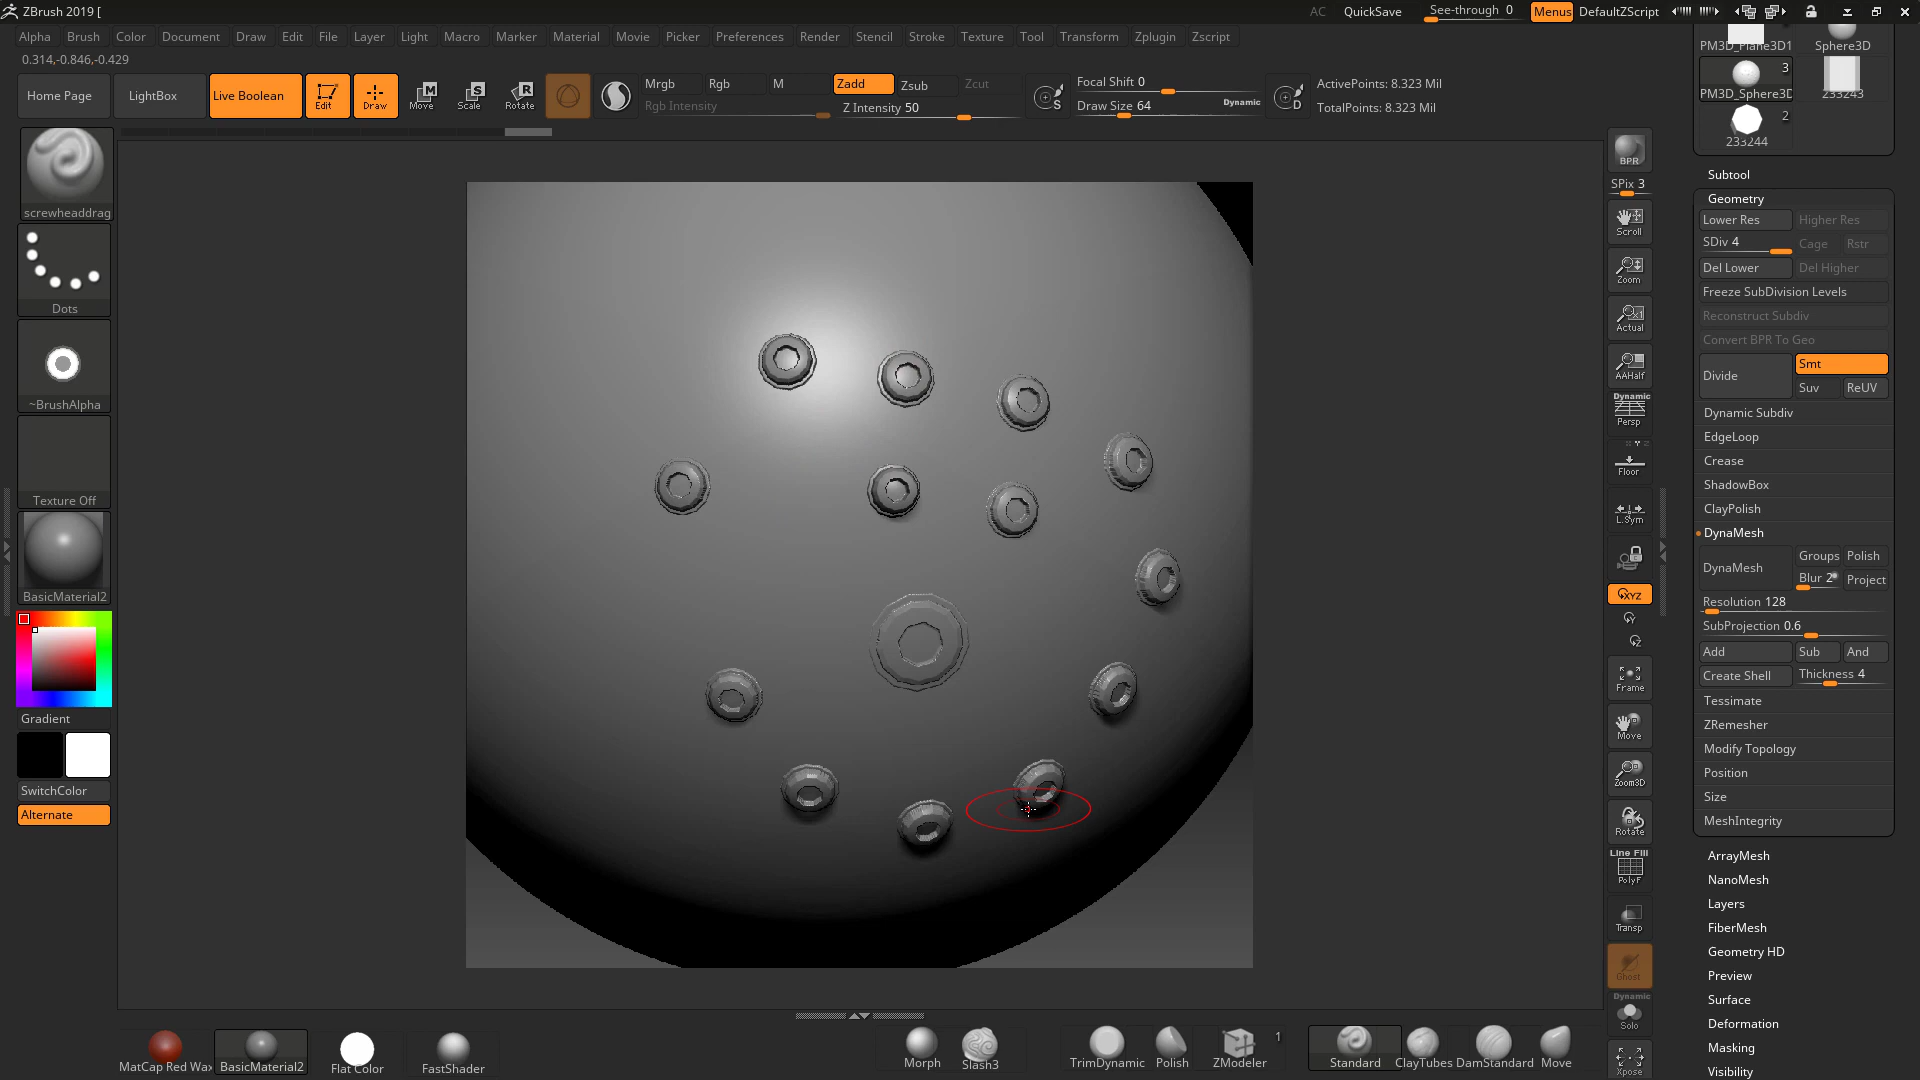 ZBrush 2019 [
AC QuickSave See-through 0 Menus DefaultZScript
Alpha Brush Color Document Draw Edit File Layer Light Macro Marker Material Movie Picker Preferences Render Stencil Stroke Texture Tool Transform Zplugin Zscript
0.314,-0.846,-0.429
Home Page LightBox Live Boolean Edit Draw Move Scale Rotate
Mrgb Rgb M Zadd Zsub Zcut
Rgb Intensity Z Intensity 50
Focal Shift 0
Draw Size 64 Dynamic
S D
ActivePoints: 8.323 Mil
TotalPoints: 8.323 Mil
screwheaddrag
Dots
~BrushAlpha
Texture Off
BasicMaterial2
Gradient
SwitchColor
Alternate
BPR
SPix 3
Scroll
Zoom
Actual
AAHalf
Dynamic
Persp
Floor
L.Sym
XYZ
Frame
Move
Zoom3D
Rotate
Line Fill
PolyF
Transp
Ghost
Dynamic
Solo
Xpose
PM3D_Plane3D1 Sphere3D
3
PM3D_Sphere3D 233243
2
233244
Subtool
Geometry
Lower Res Higher Res
SDiv 4 Cage Rstr
Del Lower Del Higher
Freeze SubDivision Levels
Reconstruct Subdiv
Convert BPR To Geo
Divide Smt
Suv ReUV
Dynamic Subdiv
EdgeLoop
Crease
ShadowBox
ClayPolish
DynaMesh
DynaMesh Groups Polish
Blur 2 Project
Resolution 128
SubProjection 0.6
Add Sub And
Create Shell Thickness 4
Tessimate
ZRemesher
Modify Topology
Position
Size
MeshIntegrity
ArrayMesh
NanoMesh
Layers
FiberMesh
Geometry HD
Preview
Surface
Deformation
Masking
Visibility
MatCap Red Wax BasicMaterial2 Flat Color FastShader Morph Slash3 TrimDynamic Polish ZModeler 1 Standard ClayTubes DamStandard Move